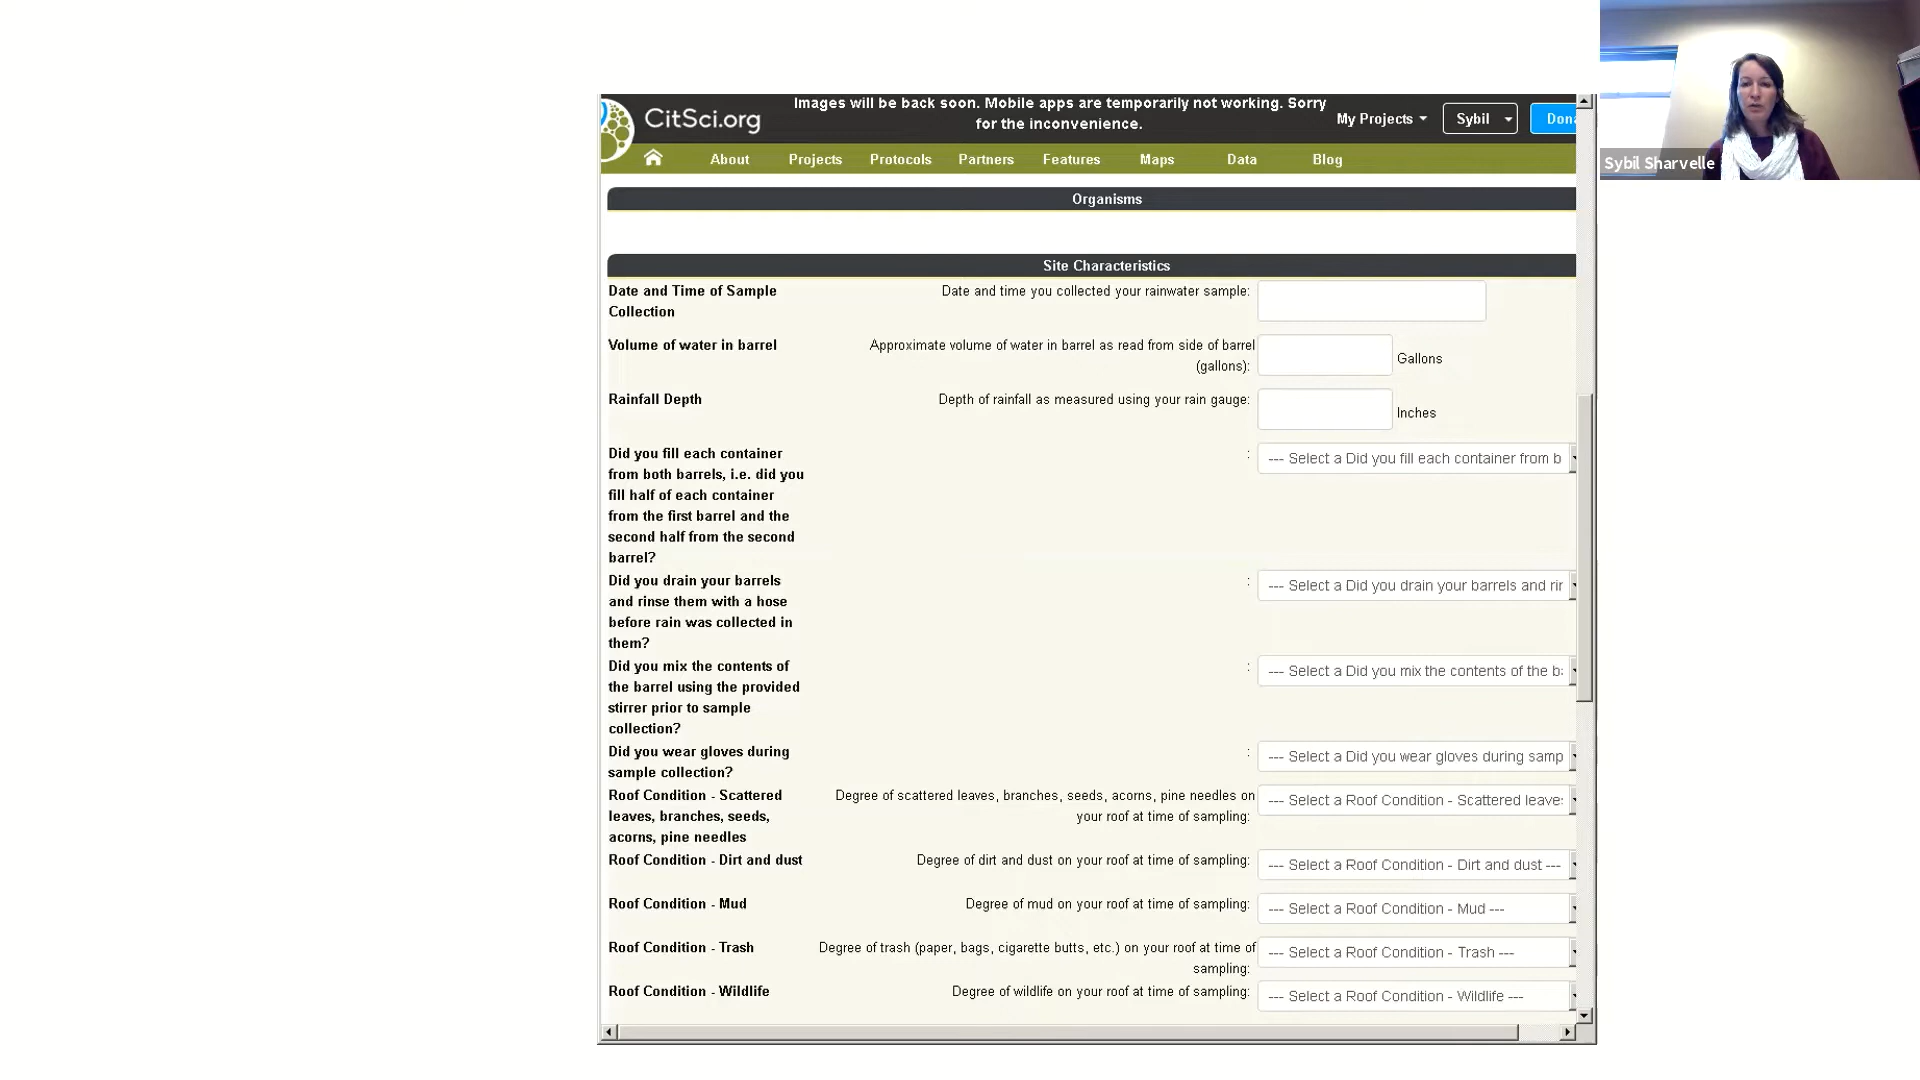 Images will be back soon. Mobile apps are temporarily not working. Sorry
for the inconvenience.
CitSci.org
My Projects
Sybil
Don
About Projects Protocols Partners Features Maps Data Blog
Sybil Sharvelle
Organisms
Site Characteristics
Date and Time of Sample
Collection
Date and time you collected your rainwater sample:
Volume of water in barrel
Approximate volume of water in barrel as read from side of barrel
(gallons):
Gallons
Rainfall Depth
Depth of rainfall as measured using your rain gauge:
Inches
Did you fill each container
from both barrels, i.e. did you
fill half of each container
from the first barrel and the
second half from the second
barrel?
:
--- Select a Did you fill each container from b
Did you drain your barrels
and rinse them with a hose
before rain was collected in
them?
:
--- Select a Did you drain your barrels and rir
Did you mix the contents of
the barrel using the provided
stirrer prior to sample
collection?
:
--- Select a Did you mix the contents of the b
Did you wear gloves during
sample collection?
:
--- Select a Did you wear gloves during samp
Roof Condition - Scattered
leaves, branches, seeds,
acorns, pine needles
Degree of scattered leaves, branches, seeds, acorns, pine needles on
your roof at time of sampling:
--- Select a Roof Condition - Scattered leave
Roof Condition - Dirt and dust
Degree of dirt and dust on your roof at time of sampling:
--- Select a Roof Condition - Dirt and dust ---
Roof Condition - Mud
Degree of mud on your roof at time of sampling:
--- Select a Roof Condition - Mud ---
Roof Condition - Trash
Degree of trash (paper, bags, cigarette butts, etc.) on your roof at time of
sampling:
--- Select a Roof Condition - Trash ---
Roof Condition - Wildlife
Degree of wildlife on your roof at time of sampling:
--- Select a Roof Condition - Wildlife ---